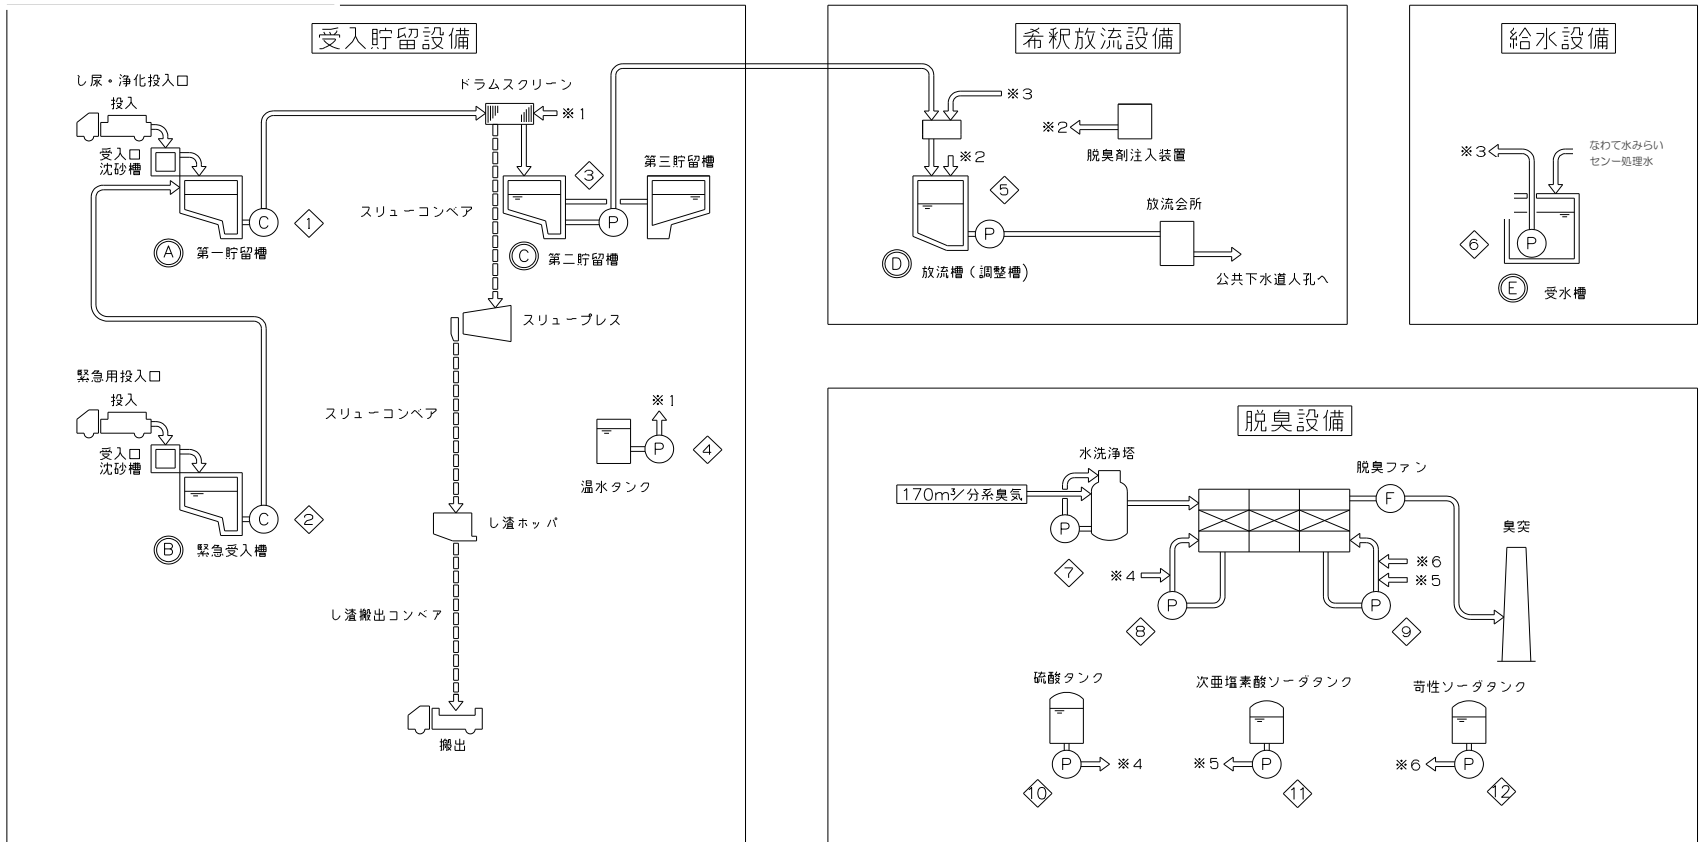 受入貯留設備
し尿・浄化投入口
投入
受入口
沈砂槽
C
1
A
第一貯留槽
ドラムスクリーン
※1
スリューコンベア
3
第三貯留槽
P
C
第二貯留槽
スリュープレス
緊急用投入口
投入
受入口
沈砂槽
C
2
B
緊急受入槽
スリューコンベア
※1
P
4
温水タンク
し渣ホッパ
し渣搬出コンベア
搬出
希釈放流設備
※3
※2
脱臭剤注入装置
※2
5
P
D
放流槽(調整槽)
放流会所
公共下水道人孔へ
給水設備
※3
なわて水みらい
センー処理水
6
P
E
受水槽
脱臭設備
170m³/分系臭気
水洗浄塔
P
7
脱臭ファン
F
臭突
※4
P
8
※6
※5
P
9
硫酸タンク
P
※4
10
次亜塩素酸ソーダタンク
※5
P
11
苛性ソーダタンク
※6
P
12